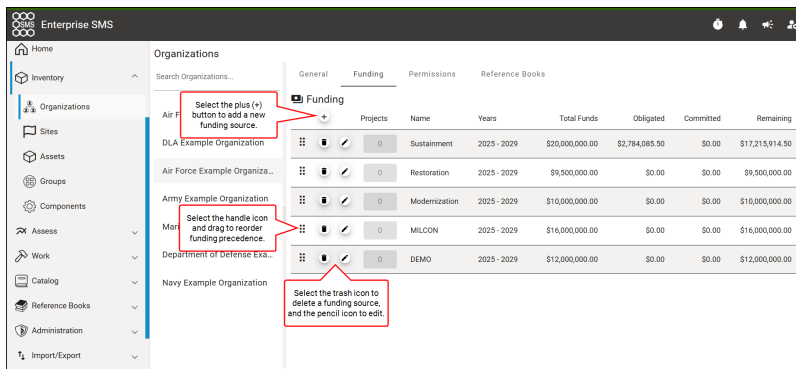 SMS
Enterprise SMS
Home
Inventory
Organizations
Sites
Assets
Groups
Components
Assess
Work
Catalog
Reference Books
Administration
Import/Export
Organizations
Search Organizations...
Air F
DLA Example Organization
Air Force Example Organiza...
Army Example Organization
Mari
Department of Defense Exa...
Navy Example Organization
General Funding Permissions Reference Books
Funding
+ Projects Name Years Total Funds Obligated Committed Remaining
0 Sustainment 2025 - 2029 $20,000,000.00 $2,784,085.50 $0.00 $17,215,914.50
0 Restoration 2025 - 2029 $9,500,000.00 $0.00 $0.00 $9,500,000.00
0 Modernization 2025 - 2029 $10,000,000.00 $0.00 $0.00 $10,000,000.00
0 MILCON 2025 - 2029 $16,000,000.00 $0.00 $0.00 $16,000,000.00
0 DEMO 2025 - 2029 $12,000,000.00 $0.00 $0.00 $12,000,000.00
Select the plus (+)
button to add a new
funding source.
Select the handle icon
and drag to reorder
funding precedence.
Select the trash icon to
delete a funding source,
and the pencil icon to edit.